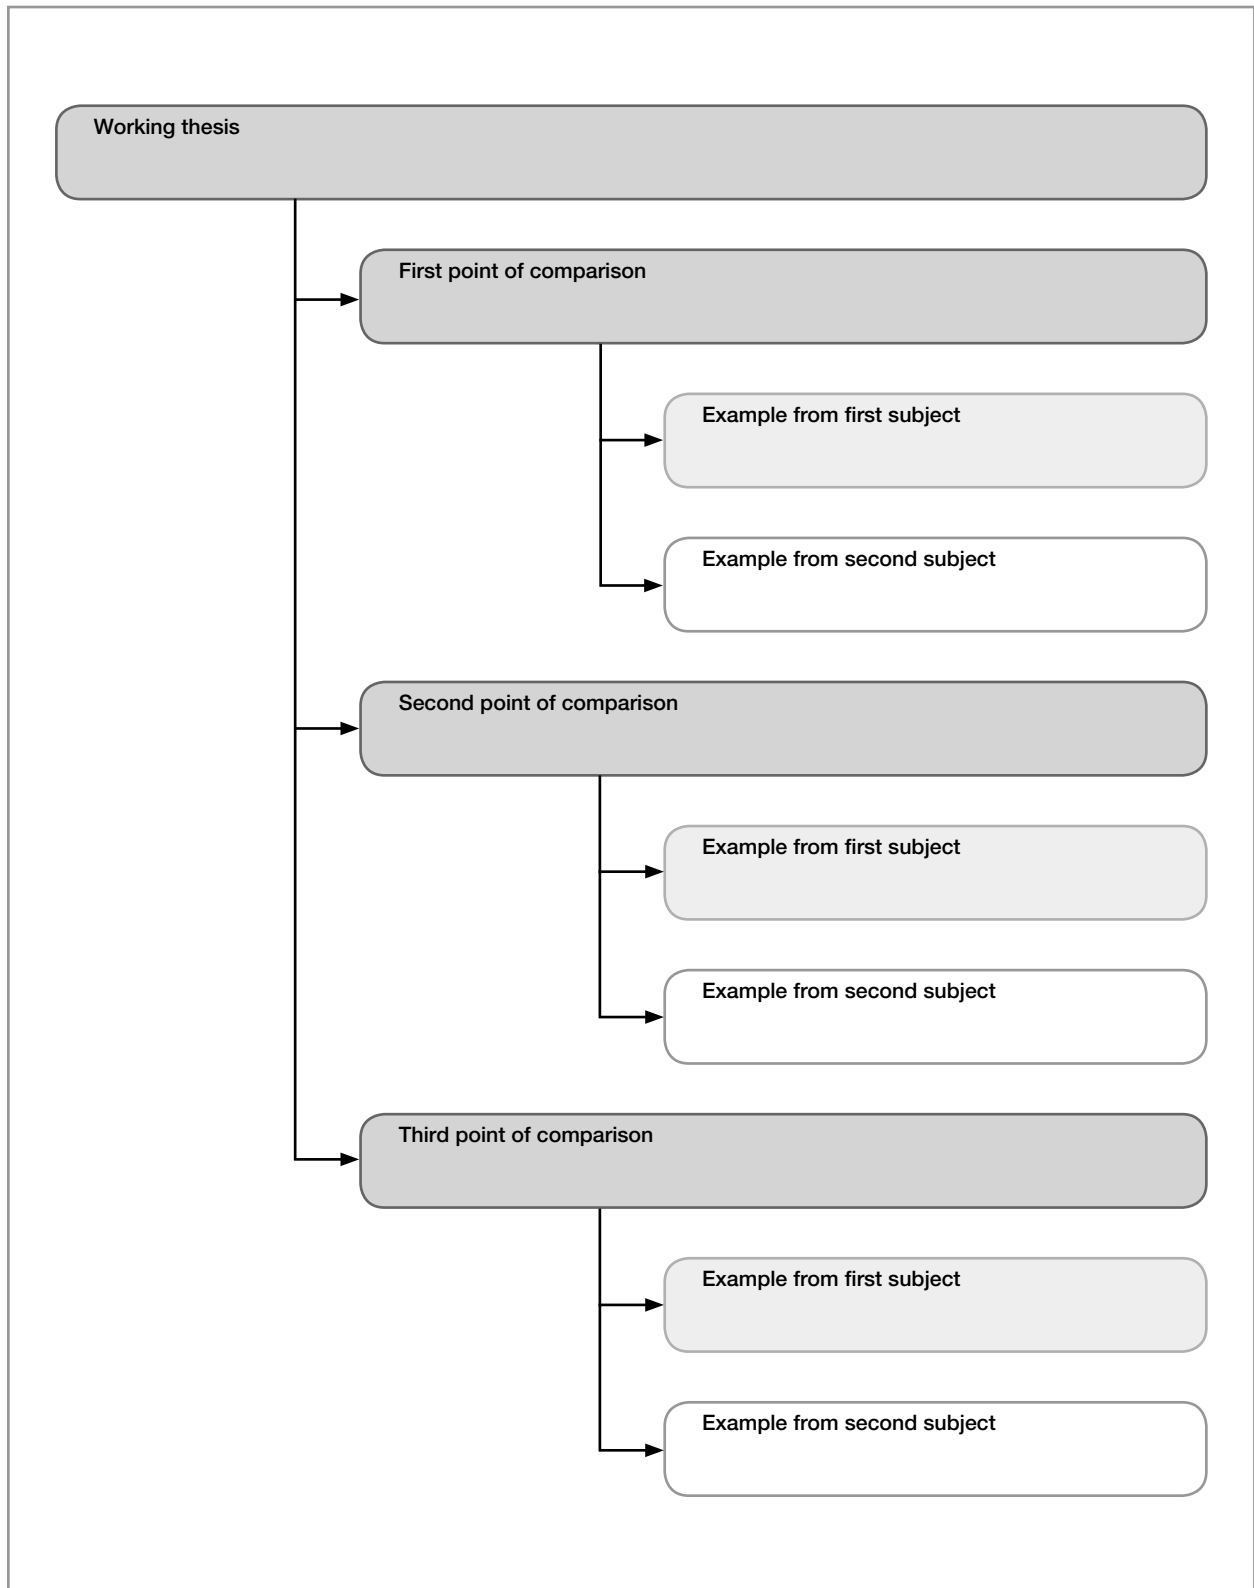 Working thesis
First point of comparison
Example from first subject
Example from second subject
Second point of comparison
Example from first subject
Example from second subject
Third point of comparison
Example from first subject
Example from second subject